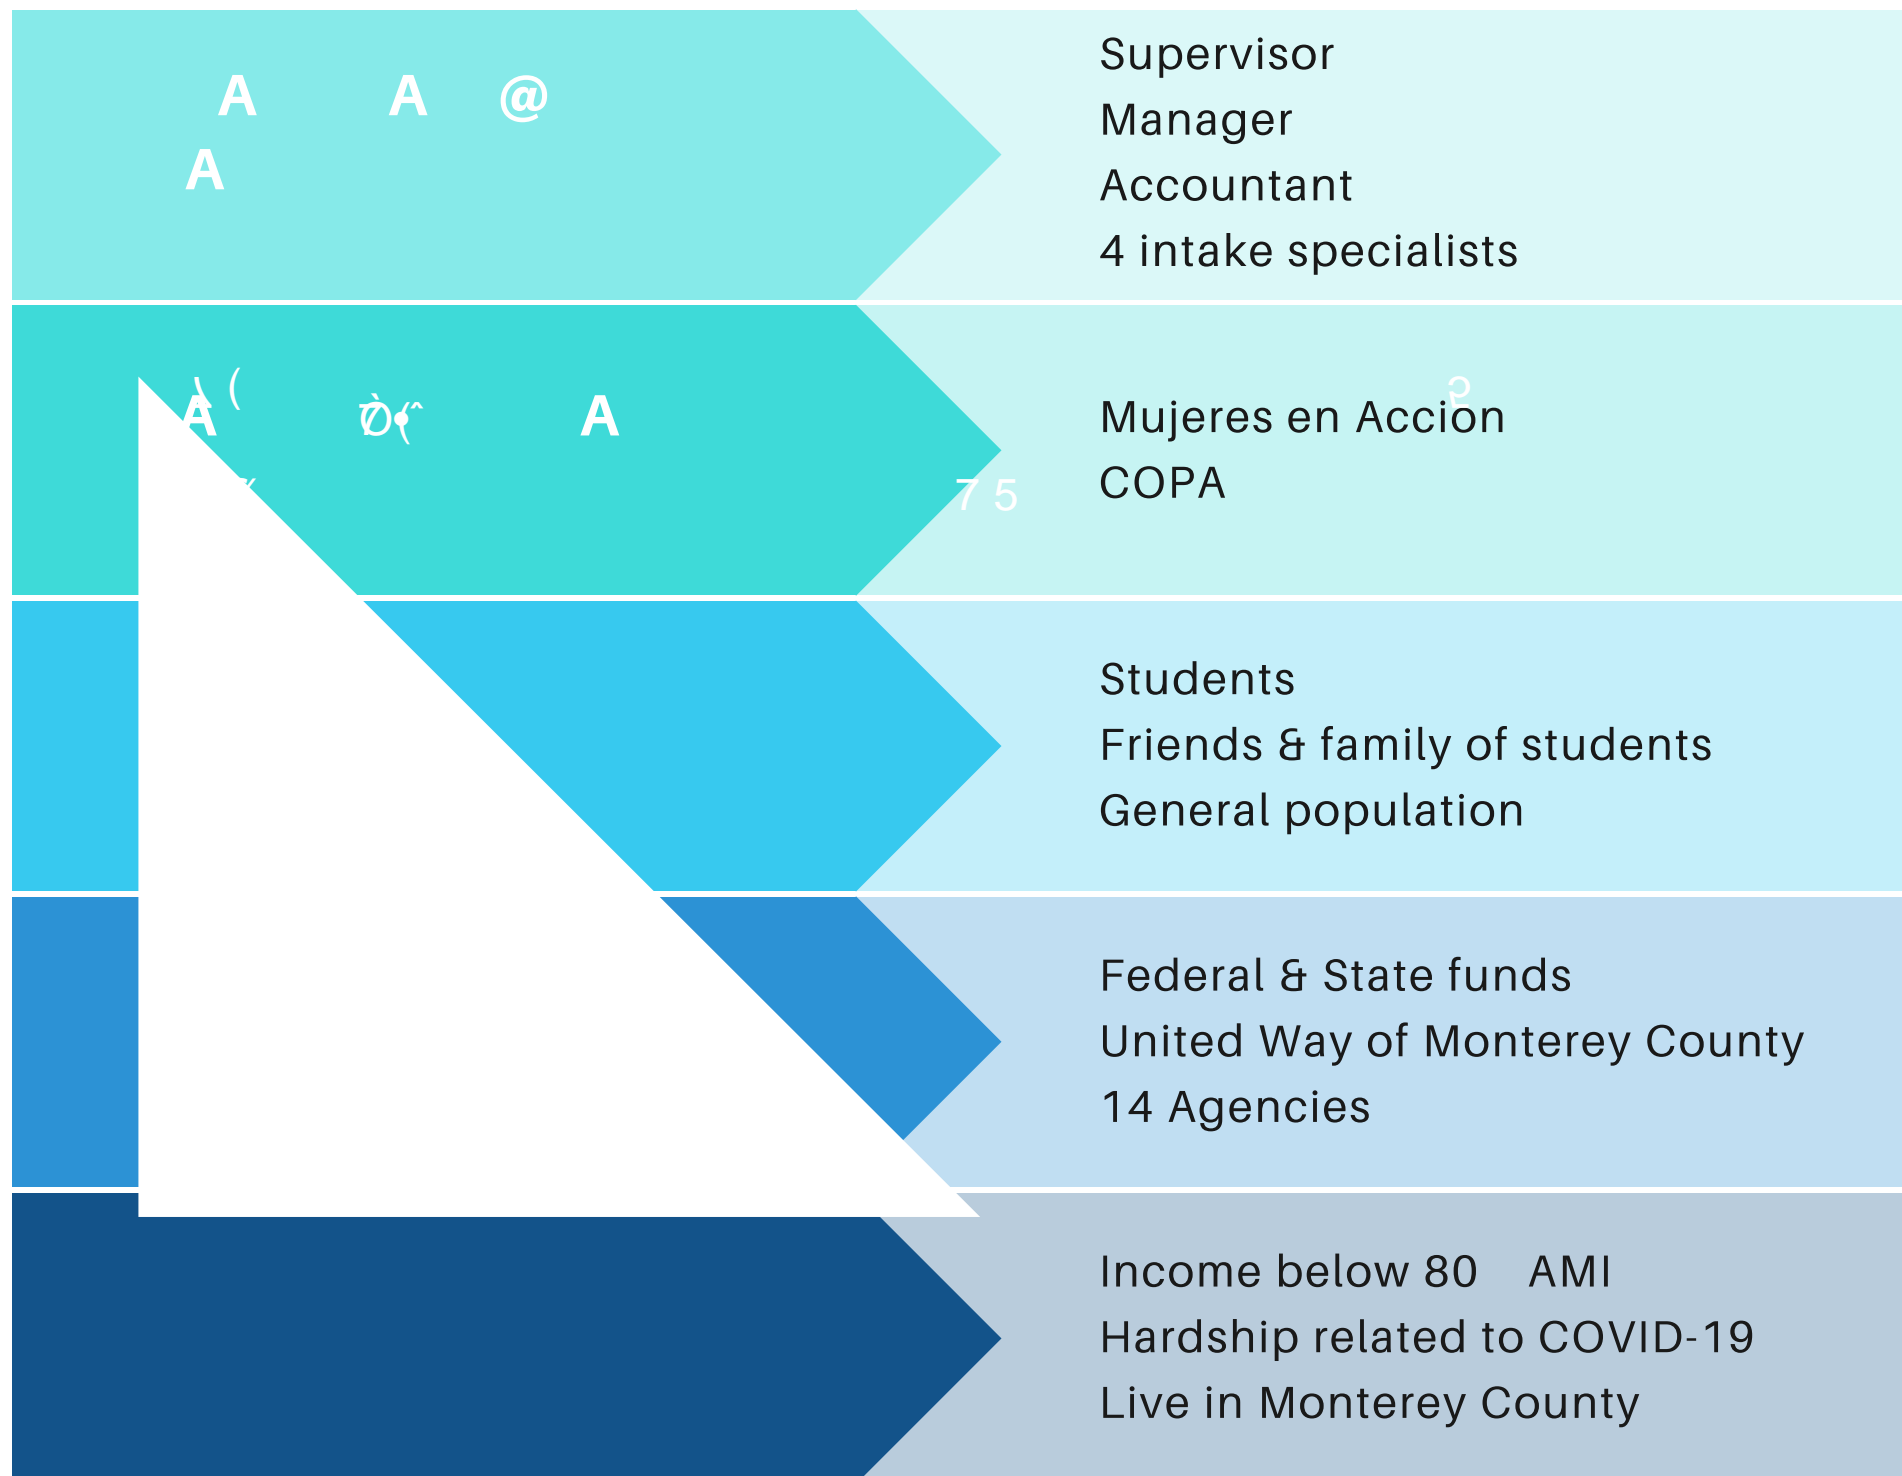 A A @
A
Supervisor
Manager
Accountant
4 intake specialists
A A
7 5
Mujeres en Accion
COPA
Students
Friends & family of students
General population
Federal & State funds
United Way of Monterey County
14 Agencies
Income below 80 AMI
Hardship related to COVID-19
Live in Monterey County